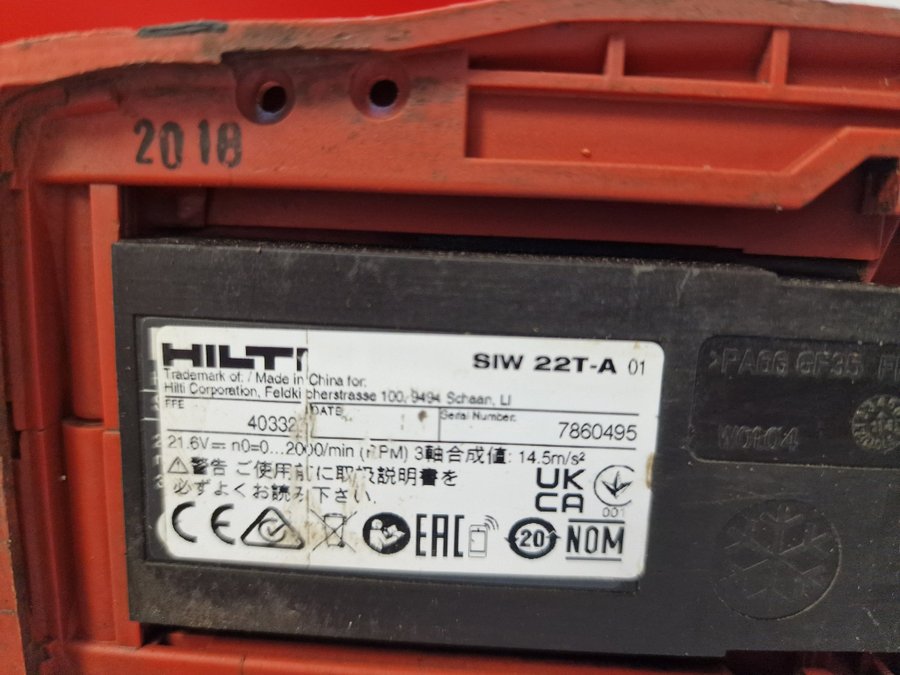 2018
HILTI
SIW 22T-A 01
Trademark of: / Made in China for:
Hilti Corporation, Feldkircherstrasse 100, 9494 Schaan, LI
DATE
Serial Number:
7860495
21.6V= n0=0...2000/min (RPM) 3軸合成値: 14.5m/s²
⚠警告 ご使用前に取扱説明書を
必ずよくお読み下さい.
UK
CA
001
CE
EAC
20
NOM
>PA66 GF35